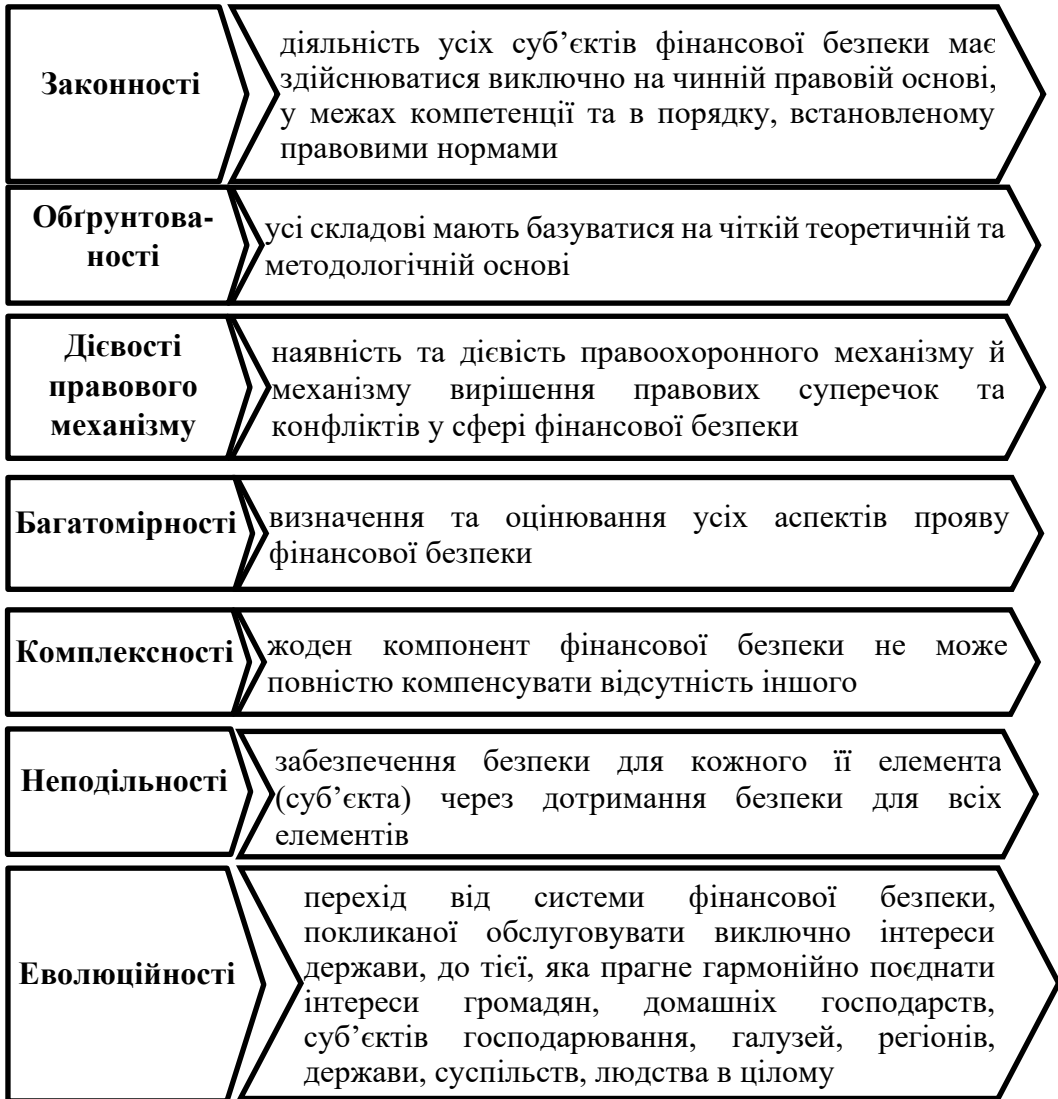 Законності
діяльність усіх суб’єктів фінансової безпеки має
здійснюватися виключно на чинній правовій основі,
у межах компетенції та в порядку, встановленому
правовими нормами
Обґрунтова-
ності
усі складові мають базуватися на чіткій теоретичній та
методологічній основі
Дієвості
правового
механізму
наявність та дієвість правоохоронного механізму й
механізму вирішення правових суперечок та
конфліктів у сфері фінансової безпеки
Багатомірності
визначення та оцінювання усіх аспектів прояву
фінансової безпеки
Комплексності
жоден компонент фінансової безпеки не може
повністю компенсувати відсутність іншого
Неподільності
забезпечення безпеки для кожного її елемента
(суб’єкта) через дотримання безпеки для всіх
елементів
Еволюційності
перехід від системи фінансової безпеки,
покликаної обслуговувати виключно інтереси
держави, до тієї, яка прагне гармонійно поєднати
інтереси громадян, домашніх господарств,
суб’єктів господарювання, галузей, регіонів,
держави, суспільств, людства в цілому